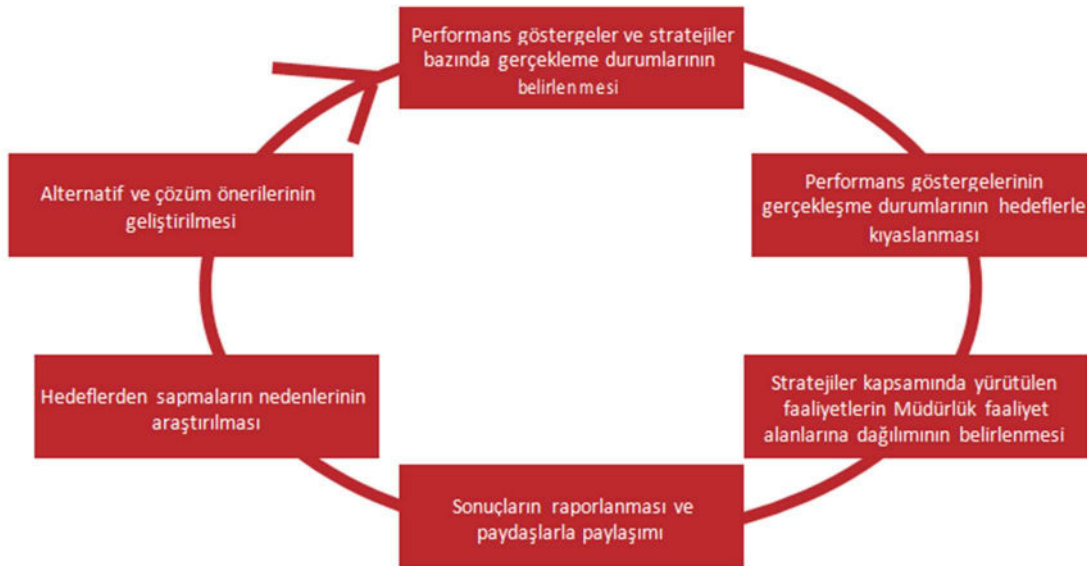 Performans göstergeler ve stratejiler
bazında gerçekleme durumlarının
belirlenmesi
Performans göstergelerinin
gerçekleşme durumlarının hedeflerle
kıyaslanması
Stratejiler kapsamında yürütülen
faaliyetlerin Müdürlük faaliyet
alanlarına dağılımının belirlenmesi
Sonuçların raporlanması ve
paydaşlarla paylaşımı
Hedeflerden sapmaların nedenlerinin
araştırılması
Alternatif ve çözüm önerilerinin
geliştirilmesi